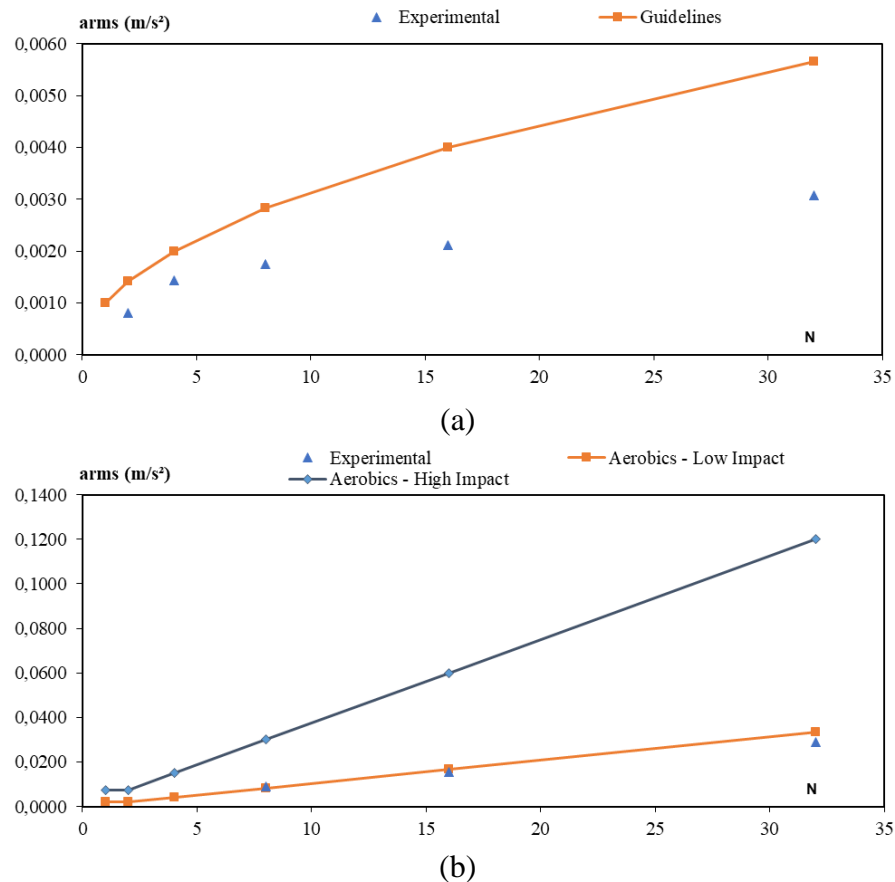 arms (m/s²)
Experimental
Guidelines
0,0060
0,0050
0,0040
0,0030
0,0020
0,0010
0,0000
N
0 5 10 15 20 25 30 35
(a)
arms (m/s²)
Experimental
Aerobics - Low Impact
Aerobics - High Impact
0,1400
0,1200
0,1000
0,0800
0,0600
0,0400
0,0200
0,0000
N
0 5 10 15 20 25 30 35
(b)